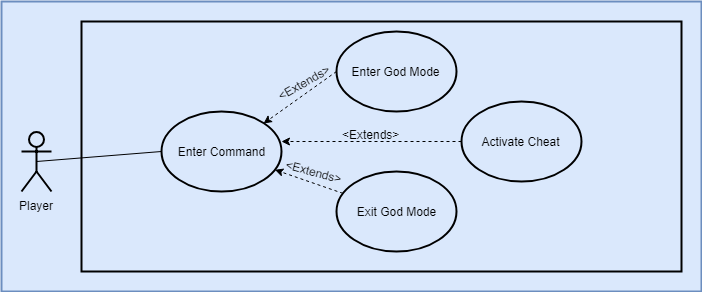 Enter God Mode
<Extends>
Enter Command
<Extends>
Activate Cheat
<Extends>
Exit God Mode
Player